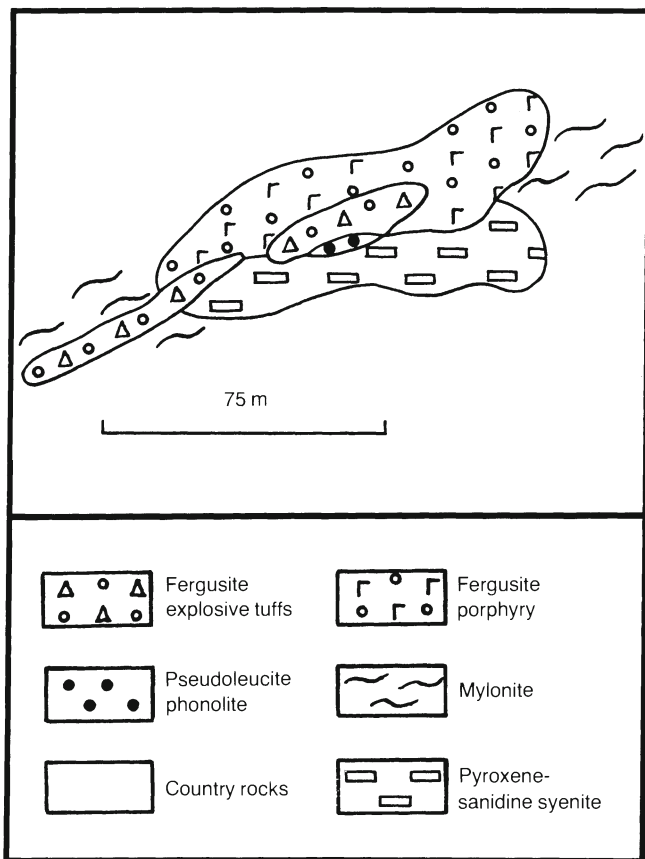 75 m
Fergusite
explosive tuffs
Fergusite
porphyry
Pseudoleucite
phonolite
Mylonite
Country rocks
Pyroxene-
sanidine syenite